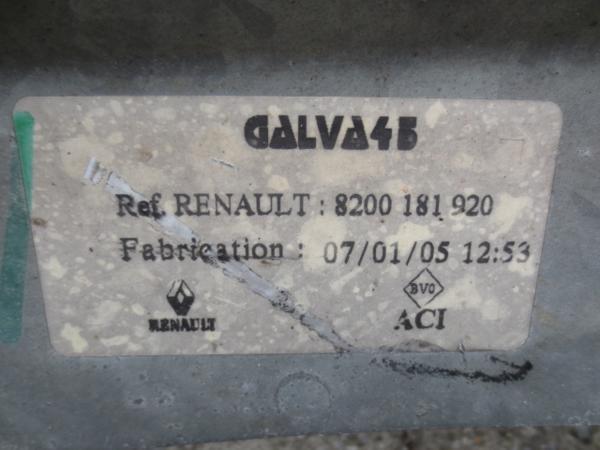 GALVA45
Ref. RENAULT : 8200 181 920
Fabrication : 07/01/05 12:53
BVO
RENAULT
ACI